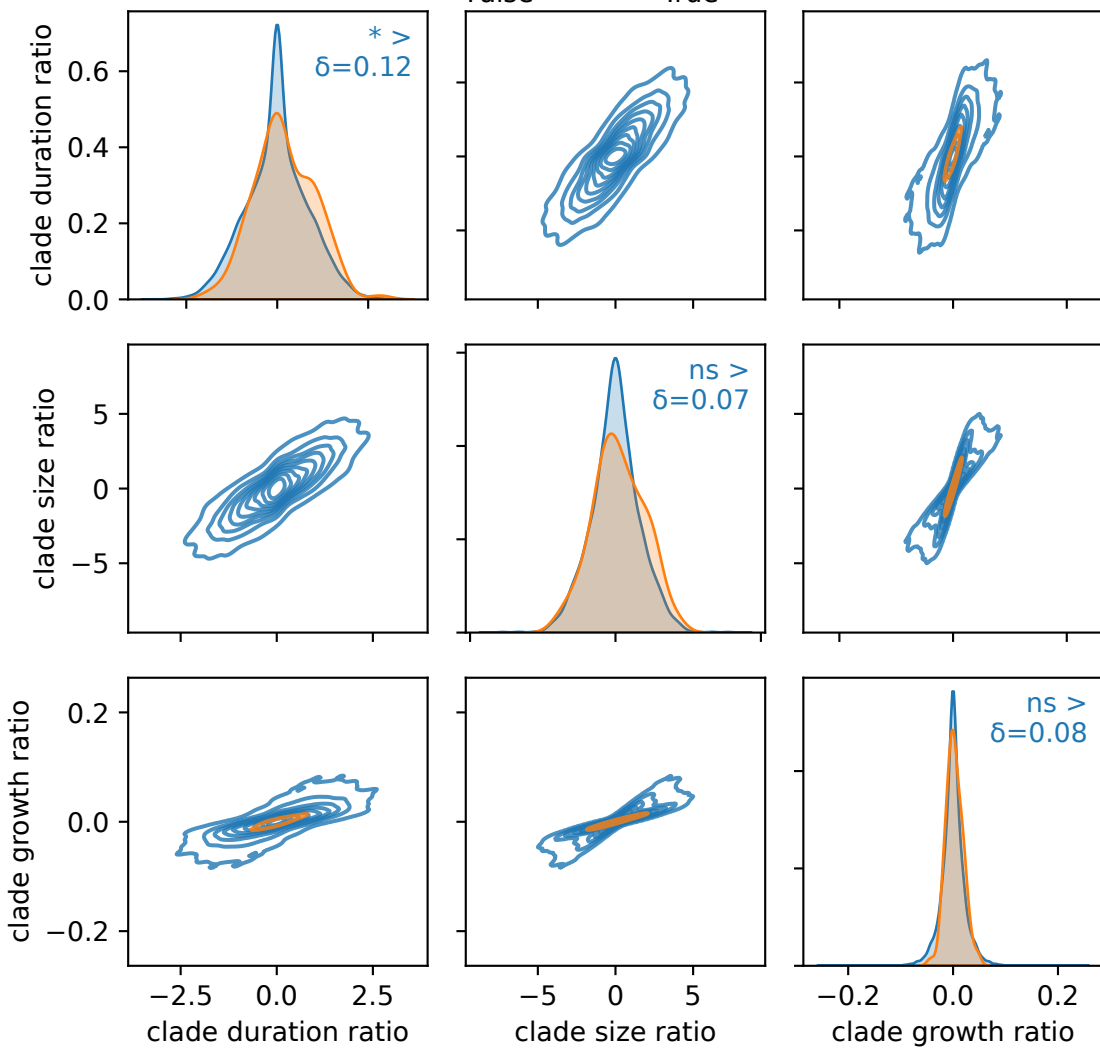 clade duration ratio
0.6
0.4
0.2
0.0
* >
δ=0.12
clade size ratio
5
0
−5
ns >
δ=0.07
clade growth ratio
0.2
0.0
−0.2
ns >
δ=0.08
−2.5 0.0 2.5
−5 0 5
−0.2 0.0 0.2
clade duration ratio
clade size ratio
clade growth ratio